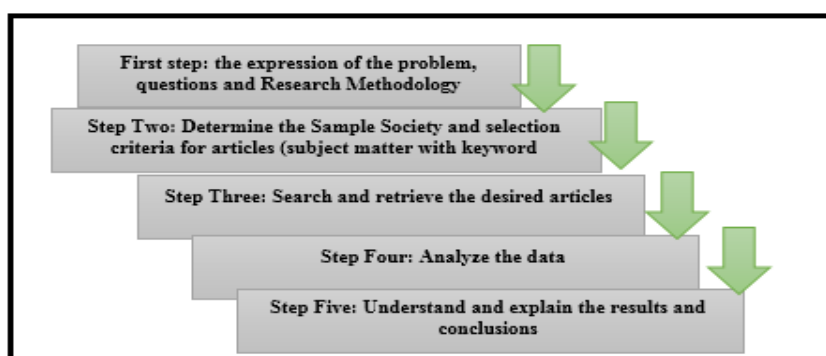 First step: the expression of the problem,
questions and Research Methodology
Step Two: Determine the Sample Society and selection
criteria for articles (subject matter with keyword
Step Three: Search and retrieve the desired articles
Step Four: Analyze the data
Step Five: Understand and explain the results and
conclusions